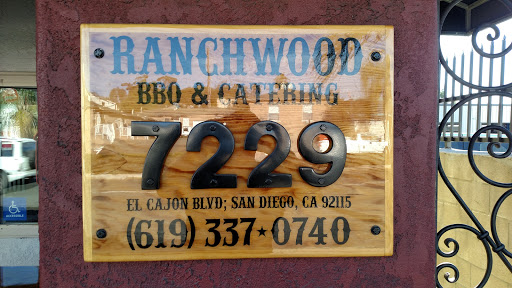 RANCHWOOD
BBQ & CATERING
7229
EL CAJON BLVD; SAN DIEGO, CA 92115
(619) 337★0740